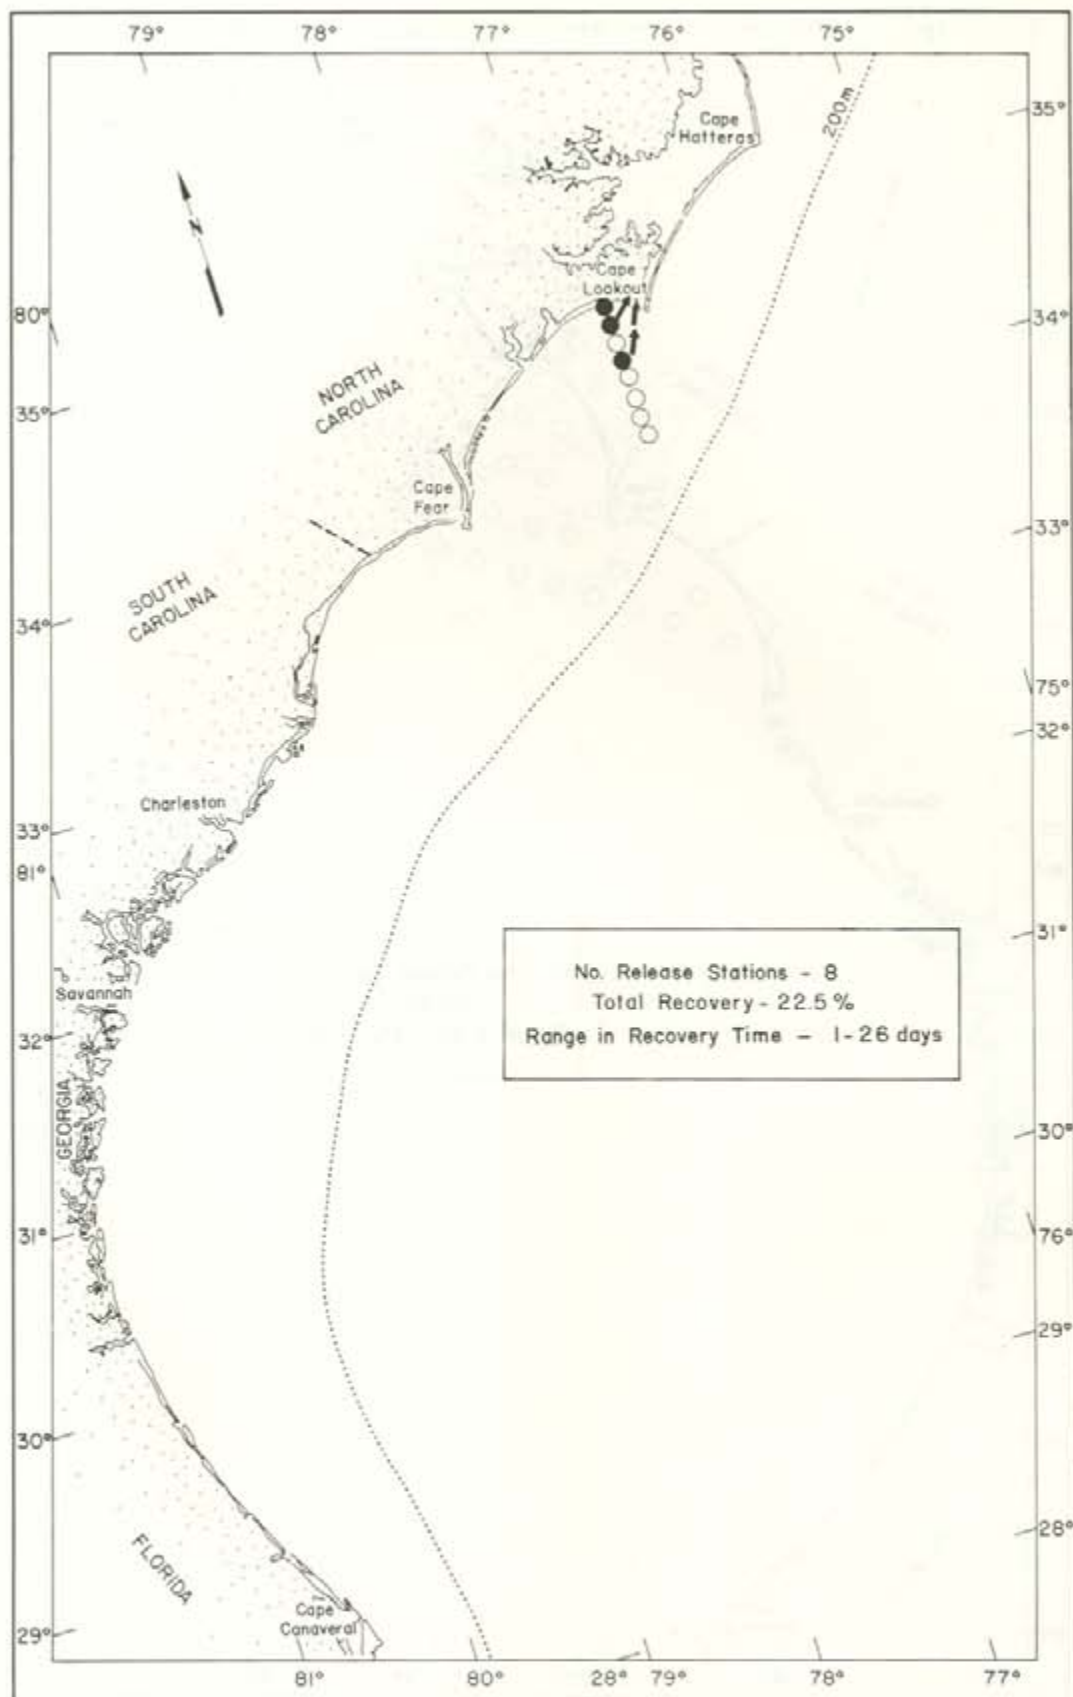 79° 78° 77° 76° 75°
200m
35°
Cape
Hatteras
N
Cape
Lookout
80°
34°
NORTH
CAROLINA
35°
Cape
Fear
33°
SOUTH
CAROLINA
34°
75°
32°
Charleston
33°
81°
31°
No. Release Stations - 8
Total Recovery - 22.5 %
Range in Recovery Time - 1-26 days
Savannah
32°
GEORGIA
30°
31°
76°
29°
30°
28°
FLORIDA
Cape
Canaveral
29°
81° 80° 28° 79° 78° 77°